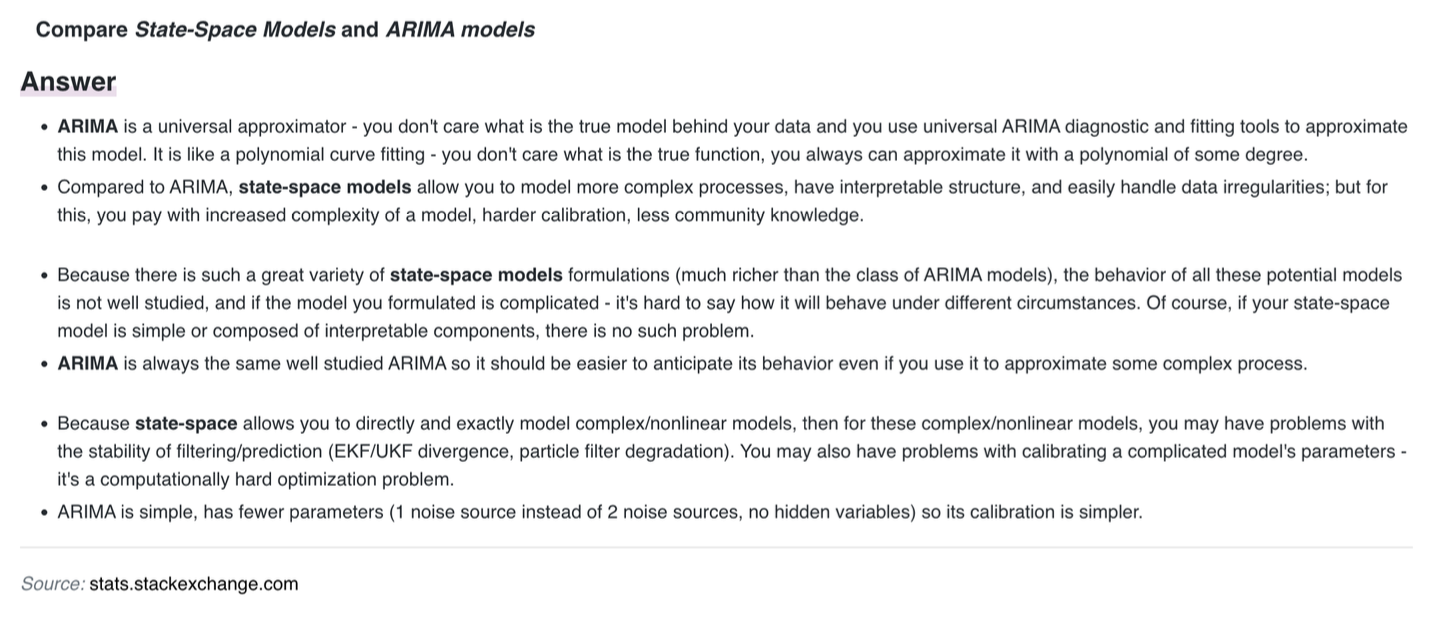 Compare State-Space Models and ARIMA models
Answer
• ARIMA is a universal approximator - you don't care what is the true model behind your data and you use universal ARIMA diagnostic and fitting tools to approximate
this model. It is like a polynomial curve fitting - you don't care what is the true function, you always can approximate it with a polynomial of some degree.
• Compared to ARIMA, state-space models allow you to model more complex processes, have interpretable structure, and easily handle data irregularities; but for
this, you pay with increased complexity of a model, harder calibration, less community knowledge.
• Because there is such a great variety of state-space models formulations (much richer than the class of ARIMA models), the behavior of all these potential models
is not well studied, and if the model you formulated is complicated - it's hard to say how it will behave under different circumstances. Of course, if your state-space
model is simple or composed of interpretable components, there is no such problem.
• ARIMA is always the same well studied ARIMA so it should be easier to anticipate its behavior even if you use it to approximate some complex process.
• Because state-space allows you to directly and exactly model complex/nonlinear models, then for these complex/nonlinear models, you may have problems with
the stability of filtering/prediction (EKF/UKF divergence, particle filter degradation). You may also have problems with calibrating a complicated model's parameters -
it's a computationally hard optimization problem.
• ARIMA is simple, has fewer parameters (1 noise source instead of 2 noise sources, no hidden variables) so its calibration is simpler.
Source: stats.stackexchange.com